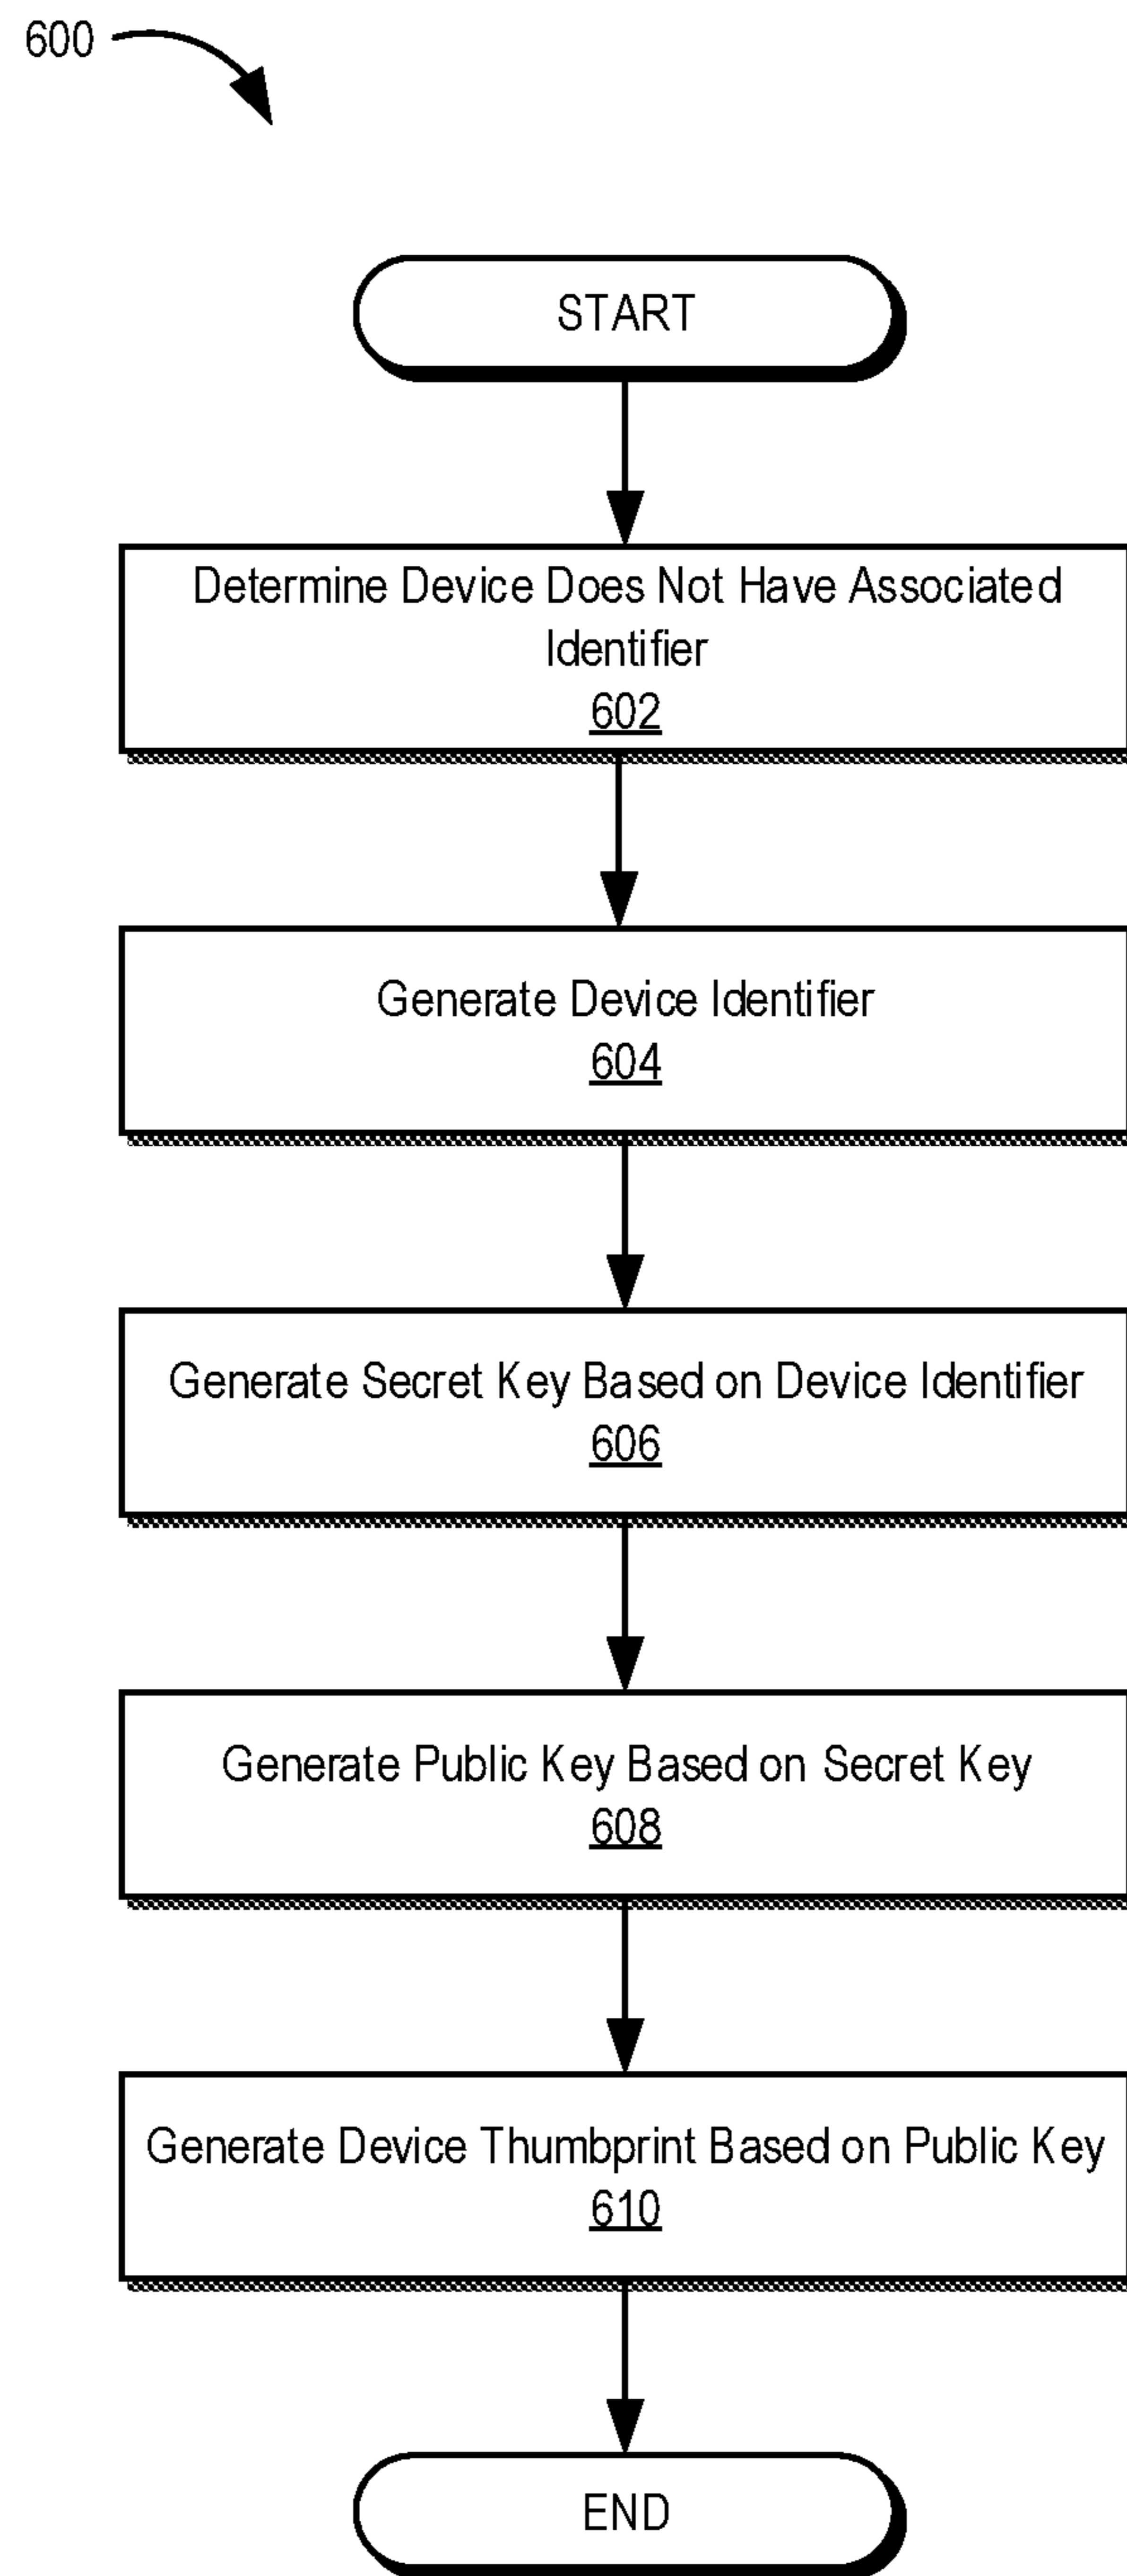 600
START
Determine Device Does Not Have Associated
Identifier
602
Generate Device Identifier
604
Generate Secret Key Based on Device Identifier
606
Generate Public Key Based on Secret Key
608
Generate Device Thumbprint Based on Public Key
610
END